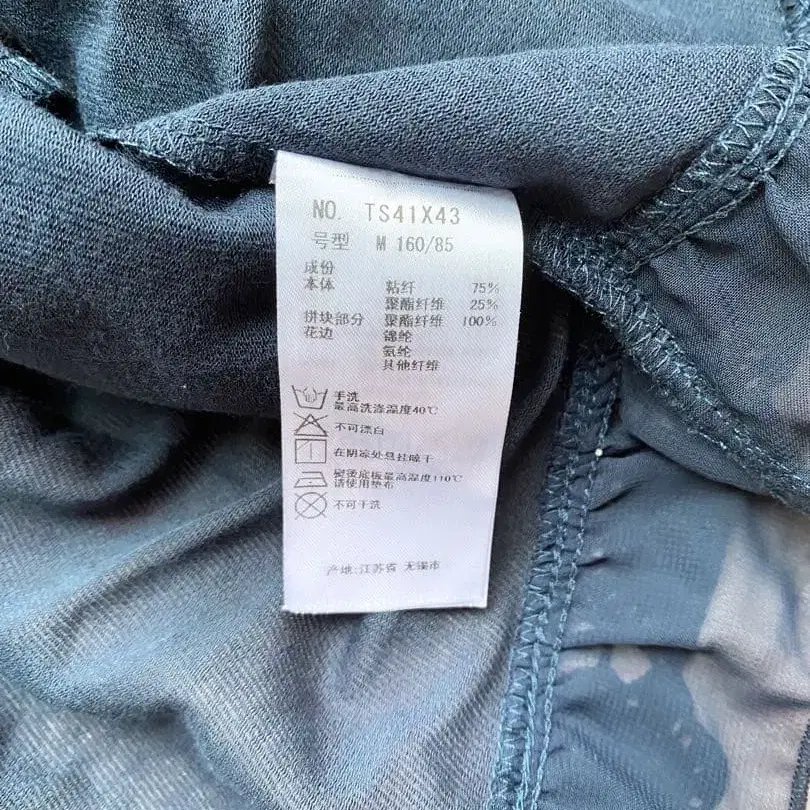 NO. TS41X43
号型 M 160/85
成份
本体 粘纤 75%
聚酯纤维 25%
拼块部分 聚酯纤维 100%
花边 锦纶
氨纶
其他纤维
手洗
最高洗涤温度40℃
不可漂白
在阴凉处悬挂晾干
熨烫底板最高温度110℃
请使用垫布
不可干洗
产地:江苏省 无锡市